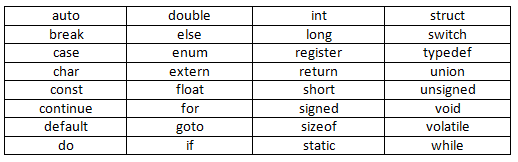 auto double int struct
break else long switch
case enum register typedef
char extern return union
const float short unsigned
continue for signed void
default goto sizeof volatile
do if static while